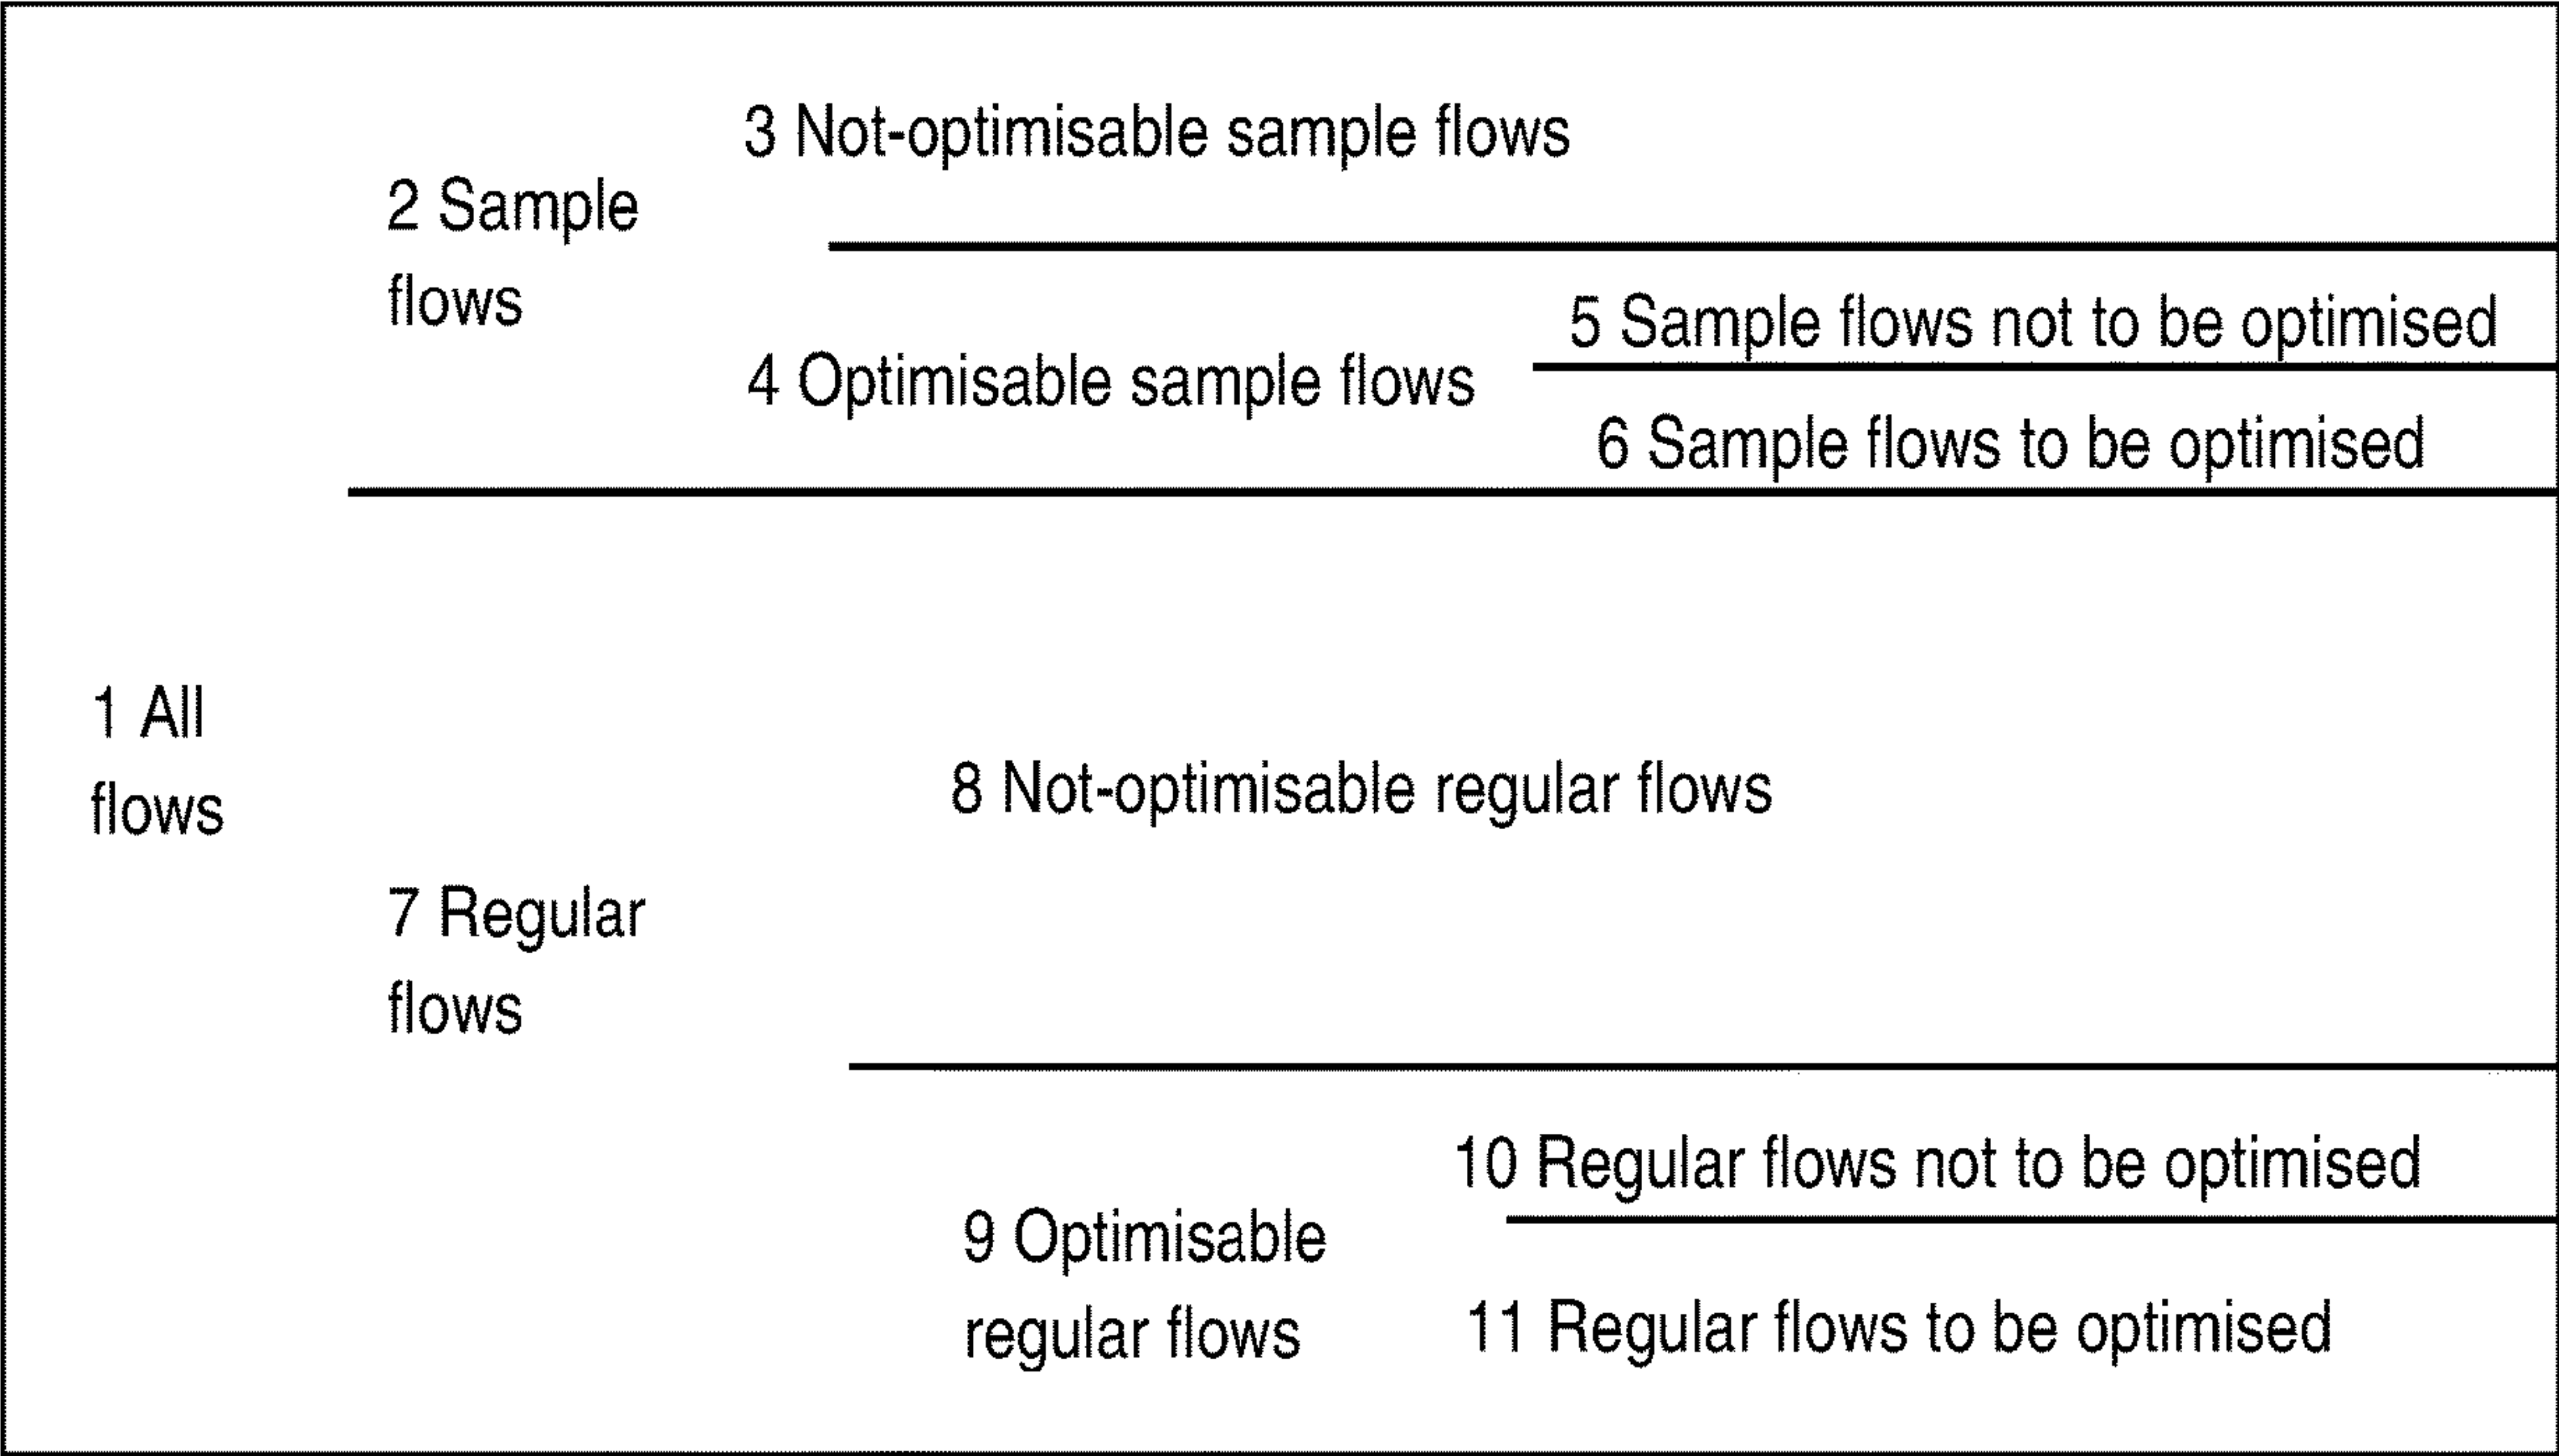 3 Not-optimisable sample flows
2 Sample
flows
5 Sample flows not to be optimised
4 Optimisable sample flows
6 Sample flows to be optimised
1 All
flows
8 Not-optimisable regular flows
7 Regular
flows
10 Regular flows not to be optimised
9 Optimisable
regular flows
11 Regular flows to be optimised